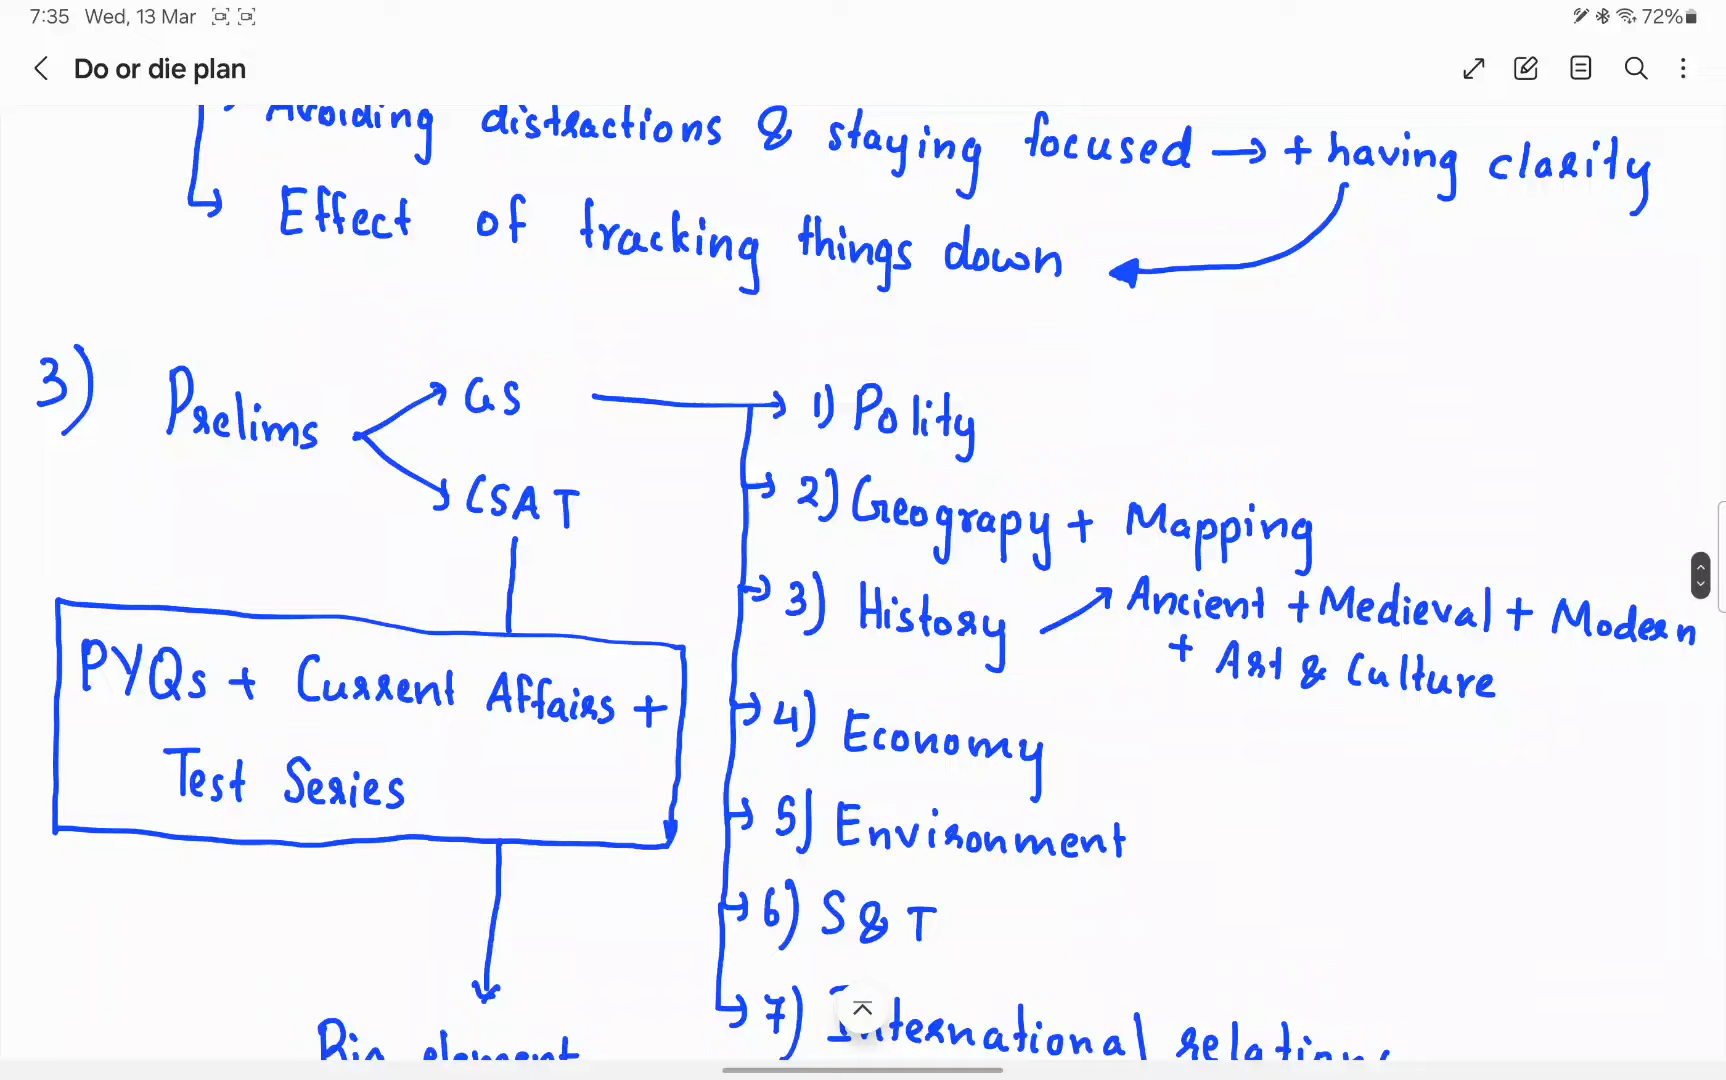 7:35 Wed, 13 Mar
72%
Do or die plan
Avoiding distractions & staying focused → + having clarity
Effect of tracking things down
3) Prelims
GS
CSAT
PYQs + Current Affairs +
Test Series
1) Polity
2) Geograpy + Mapping
3) History
Ancient + Medieval + Modern
+ Art & Culture
4) Economy
5) Environment
6) S & T
7) International relations
element